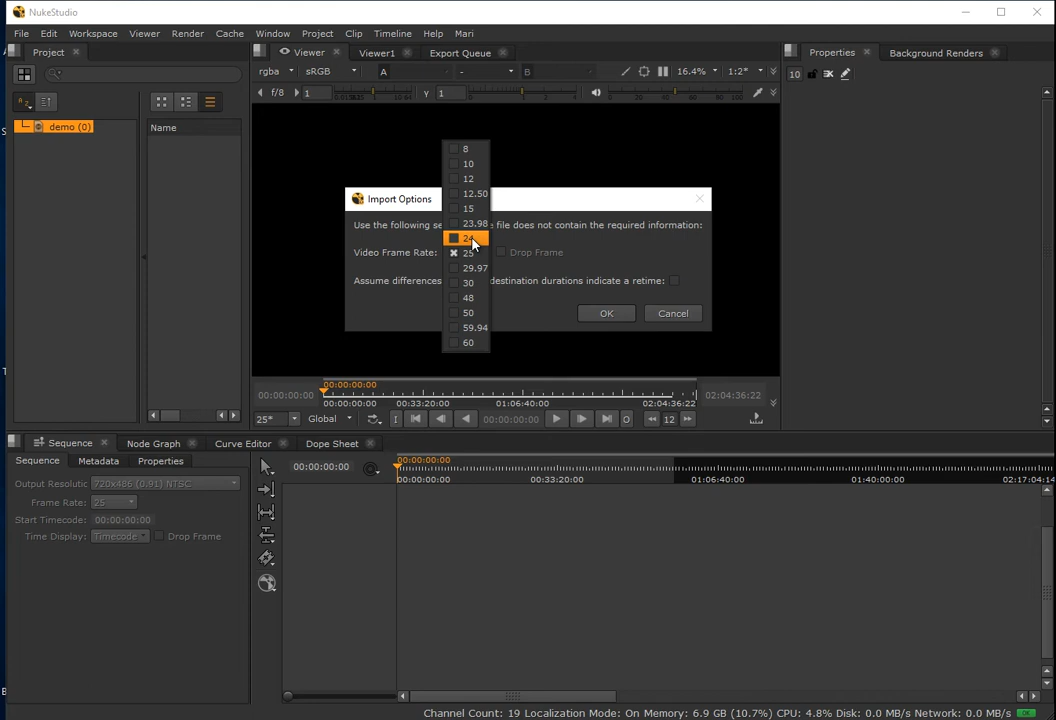 NukeStudio
File Edit Workspace Viewer Render Cache Window Project Clip Timeline Help Mari
Project Viewer Viewer1 Export Queue Properties Background Renders
rgba sRGB A - B 16.4% 1:2* 10
f/8 1 γ 1
demo (0) Name
8
10
12
12.50
15
23.98
24
25
29.97
30
48
50
59.94
60
Import Options
Use the following se e file does not contain the required information:
Video Frame Rate: Drop Frame
Assume differences destination durations indicate a retime:
OK Cancel
00:00:00:00
00:00:00:00 02:04:36:22
00:00:00:00 00:33:20:00 01:06:40:00 02:04:36:22
25* Global I 00:00:00:00 O 12
Sequence Node Graph Curve Editor Dope Sheet
Sequence Metadata Properties
00:00:00:00 00:00:00:00
00:00:00:00 00:33:20:00 01:06:40:00 01:40:00:00 02:17:04:14
Output Resolutic 720x486 (0.91) NTSC
Frame Rate: 25
Start Timecode: 00:00:00:00
Time Display: Timecode Drop Frame
Channel Count: 19 Localization Mode: On Memory: 6.9 GB (10.7%) CPU: 4.8% Disk: 0.0 MB/s Network: 0.0 MB/s OK